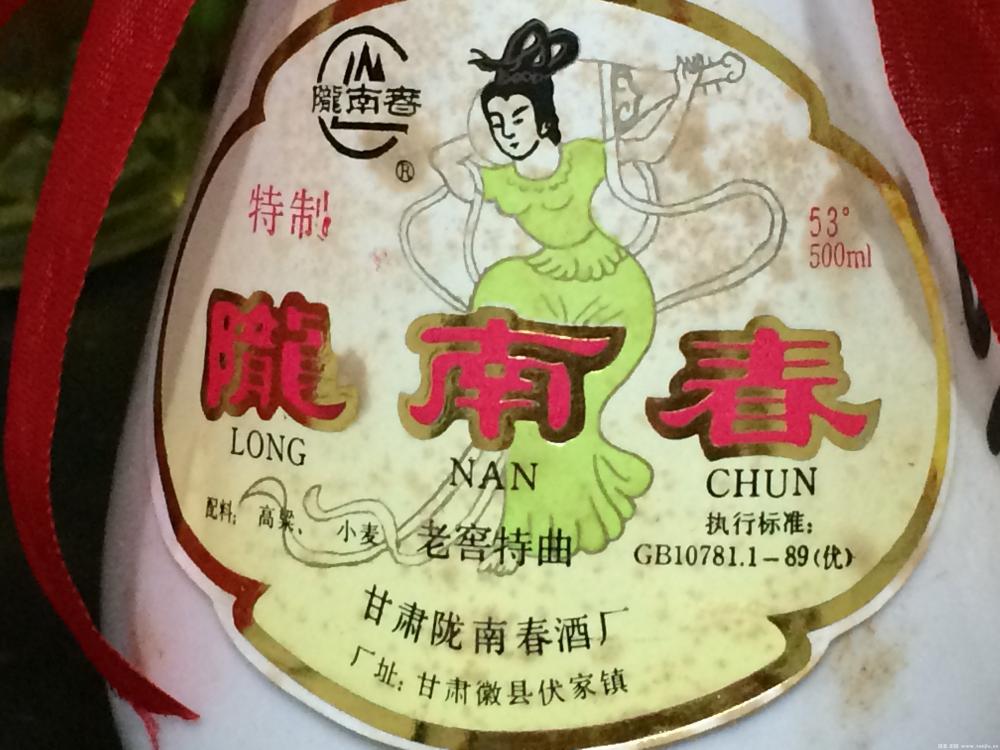 隴南春
®
特制
53°
500ml
隴南春
LONG NAN CHUN
配料：高粱、小麦
老窖特曲
执行标准：
GB10781.1-89(优)
甘肃陇南春酒厂
厂址：甘肃徽县伏家镇